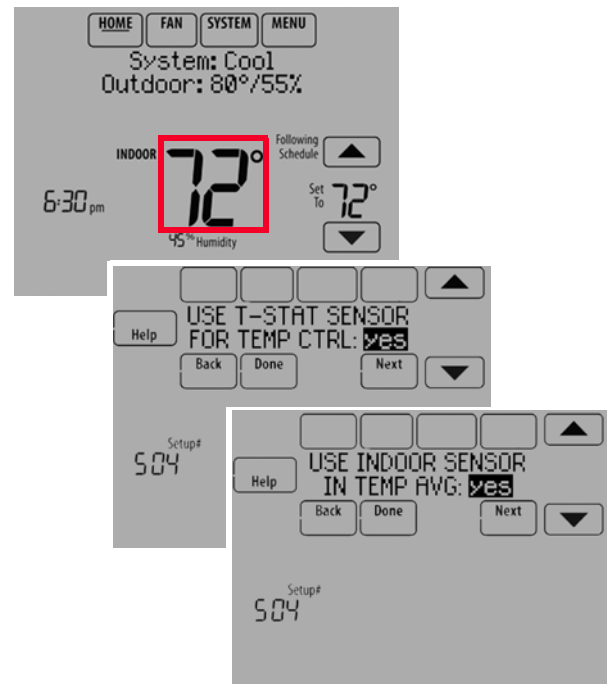 HOME FAN SYSTEM MENU
System: Cool
Outdoor: 80°/55%
Following
Schedule
INDOOR 72°
Set
To 72°
6:30 pm
45% Humidity
USE T-STAT SENSOR
FOR TEMP CTRL: yes
Help
Back Done Next
Setup#
504
USE INDOOR SENSOR
IN TEMP AVG: yes
Help
Back Done Next
Setup#
504